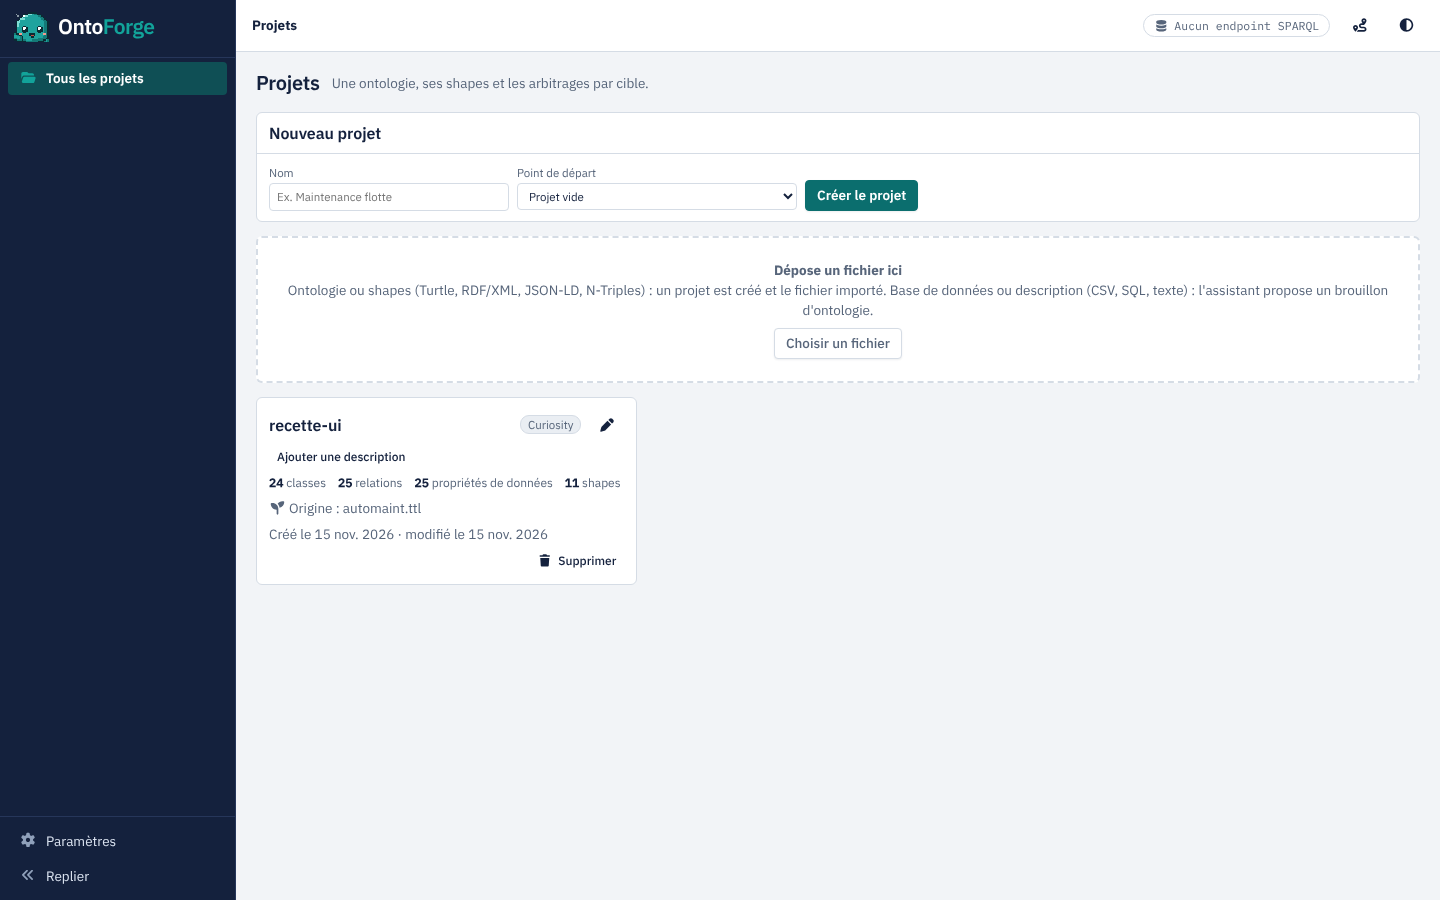 OntoForge
Projets
Aucun endpoint SPARQL
Tous les projets
Projets
Une ontologie, ses shapes et les arbitrages par cible.
Nouveau projet
Nom
Point de départ
Ex. Maintenance flotte
Projet vide
Créer le projet
Dépose un fichier ici
Ontologie ou shapes (Turtle, RDF/XML, JSON-LD, N-Triples) : un projet est créé et le fichier importé. Base de données ou description (CSV, SQL, texte) : l'assistant propose un brouillon
d'ontologie.
Choisir un fichier
recette-ui
Curiosity
Ajouter une description
24 classes 25 relations 25 propriétés de données 11 shapes
Origine : automaint.ttl
Créé le 15 nov. 2026 · modifié le 15 nov. 2026
Supprimer
Paramètres
Replier